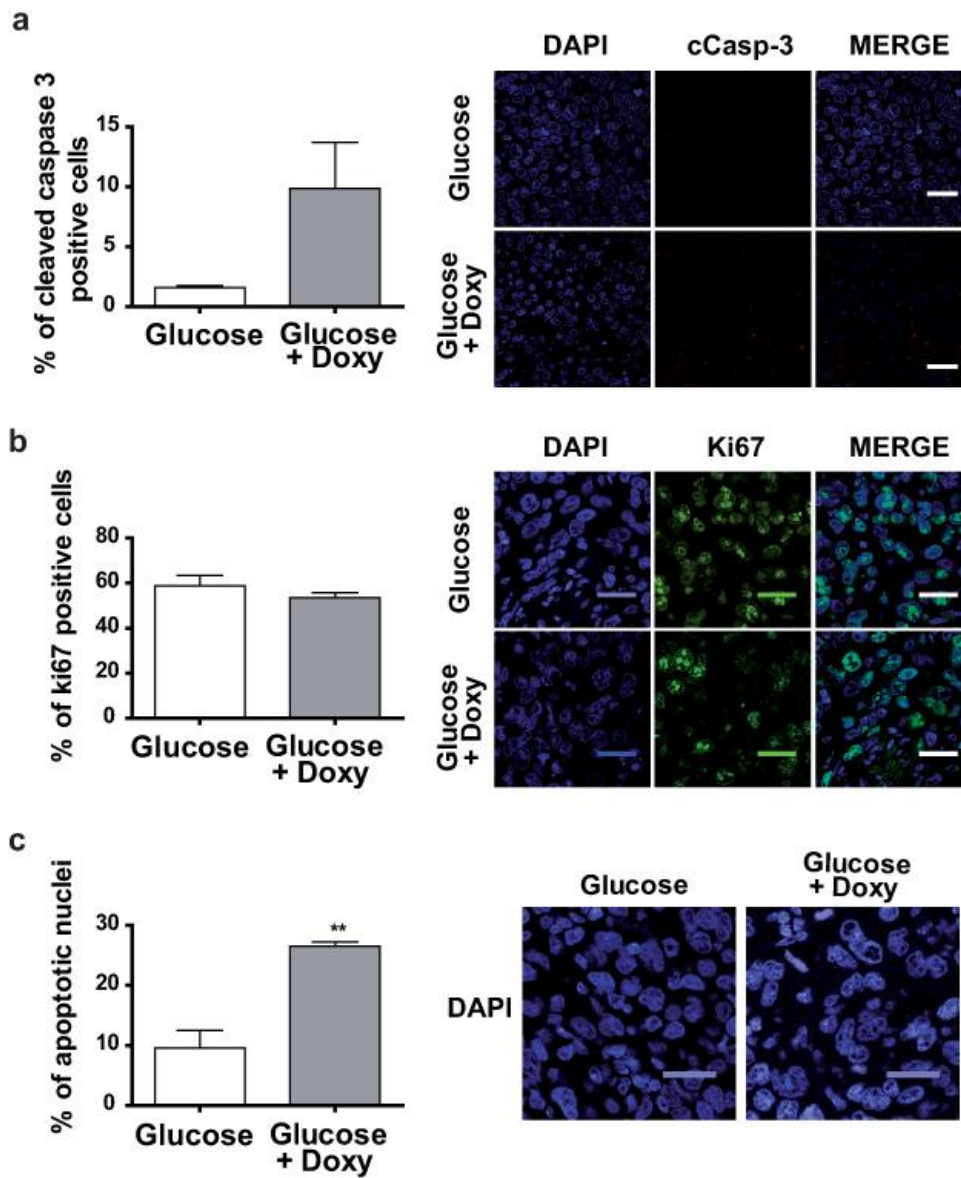 a
DAPI cCasp-3 MERGE
% of cleaved caspase 3
positive cells
15
10
5
0
Glucose
Glucose
+ Doxy
Glucose
Glucose
+ Doxy
b
DAPI Ki67 MERGE
% of ki67 positive cells
80
60
40
20
0
Glucose
Glucose
+ Doxy
Glucose
Glucose
+ Doxy
c
% of apoptotic nuclei
30
20
10
0
**
Glucose
Glucose
+ Doxy
Glucose
Glucose
+ Doxy
DAPI